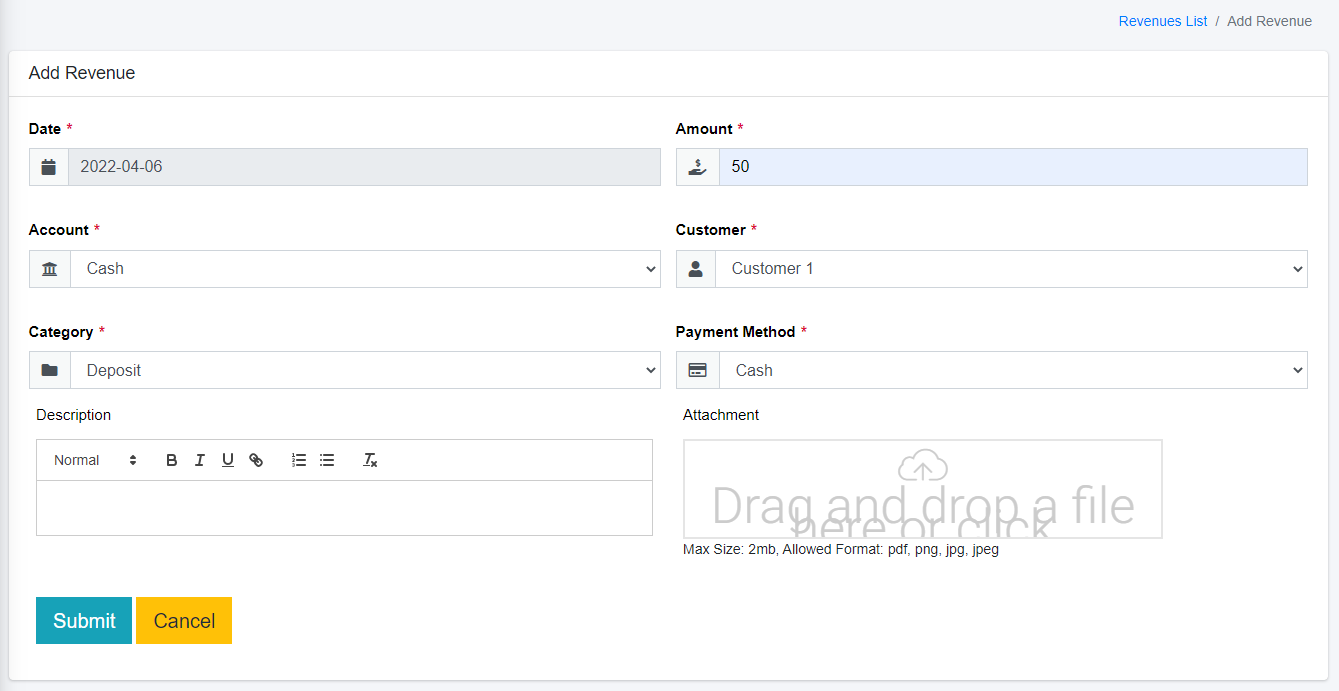 Revenues List / Add Revenue
Add Revenue
Date * Amount *
2022-04-06 50
Account * Customer *
Cash Customer 1
Category * Payment Method *
Deposit Cash
Description Attachment
Normal B I U
Drag and drop a file
here or click
Max Size: 2mb, Allowed Format: pdf, png, jpg, jpeg
Submit Cancel